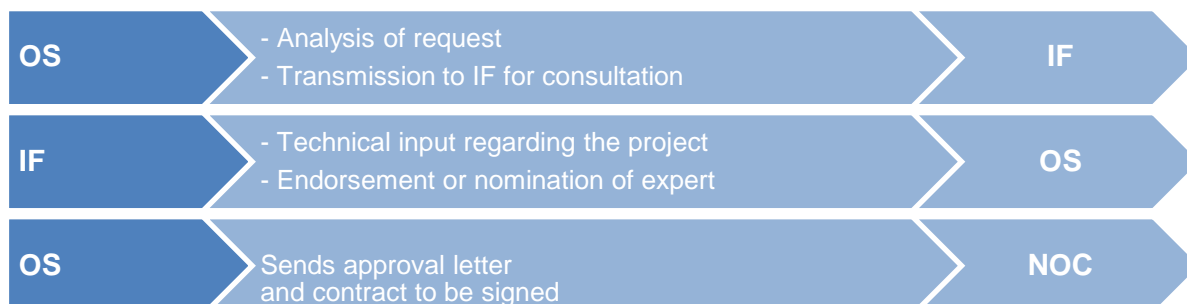 OS
- Analysis of request
- Transmission to IF for consultation
IF
IF
- Technical input regarding the project
- Endorsement or nomination of expert
OS
OS
Sends approval letter
and contract to be signed
NOC